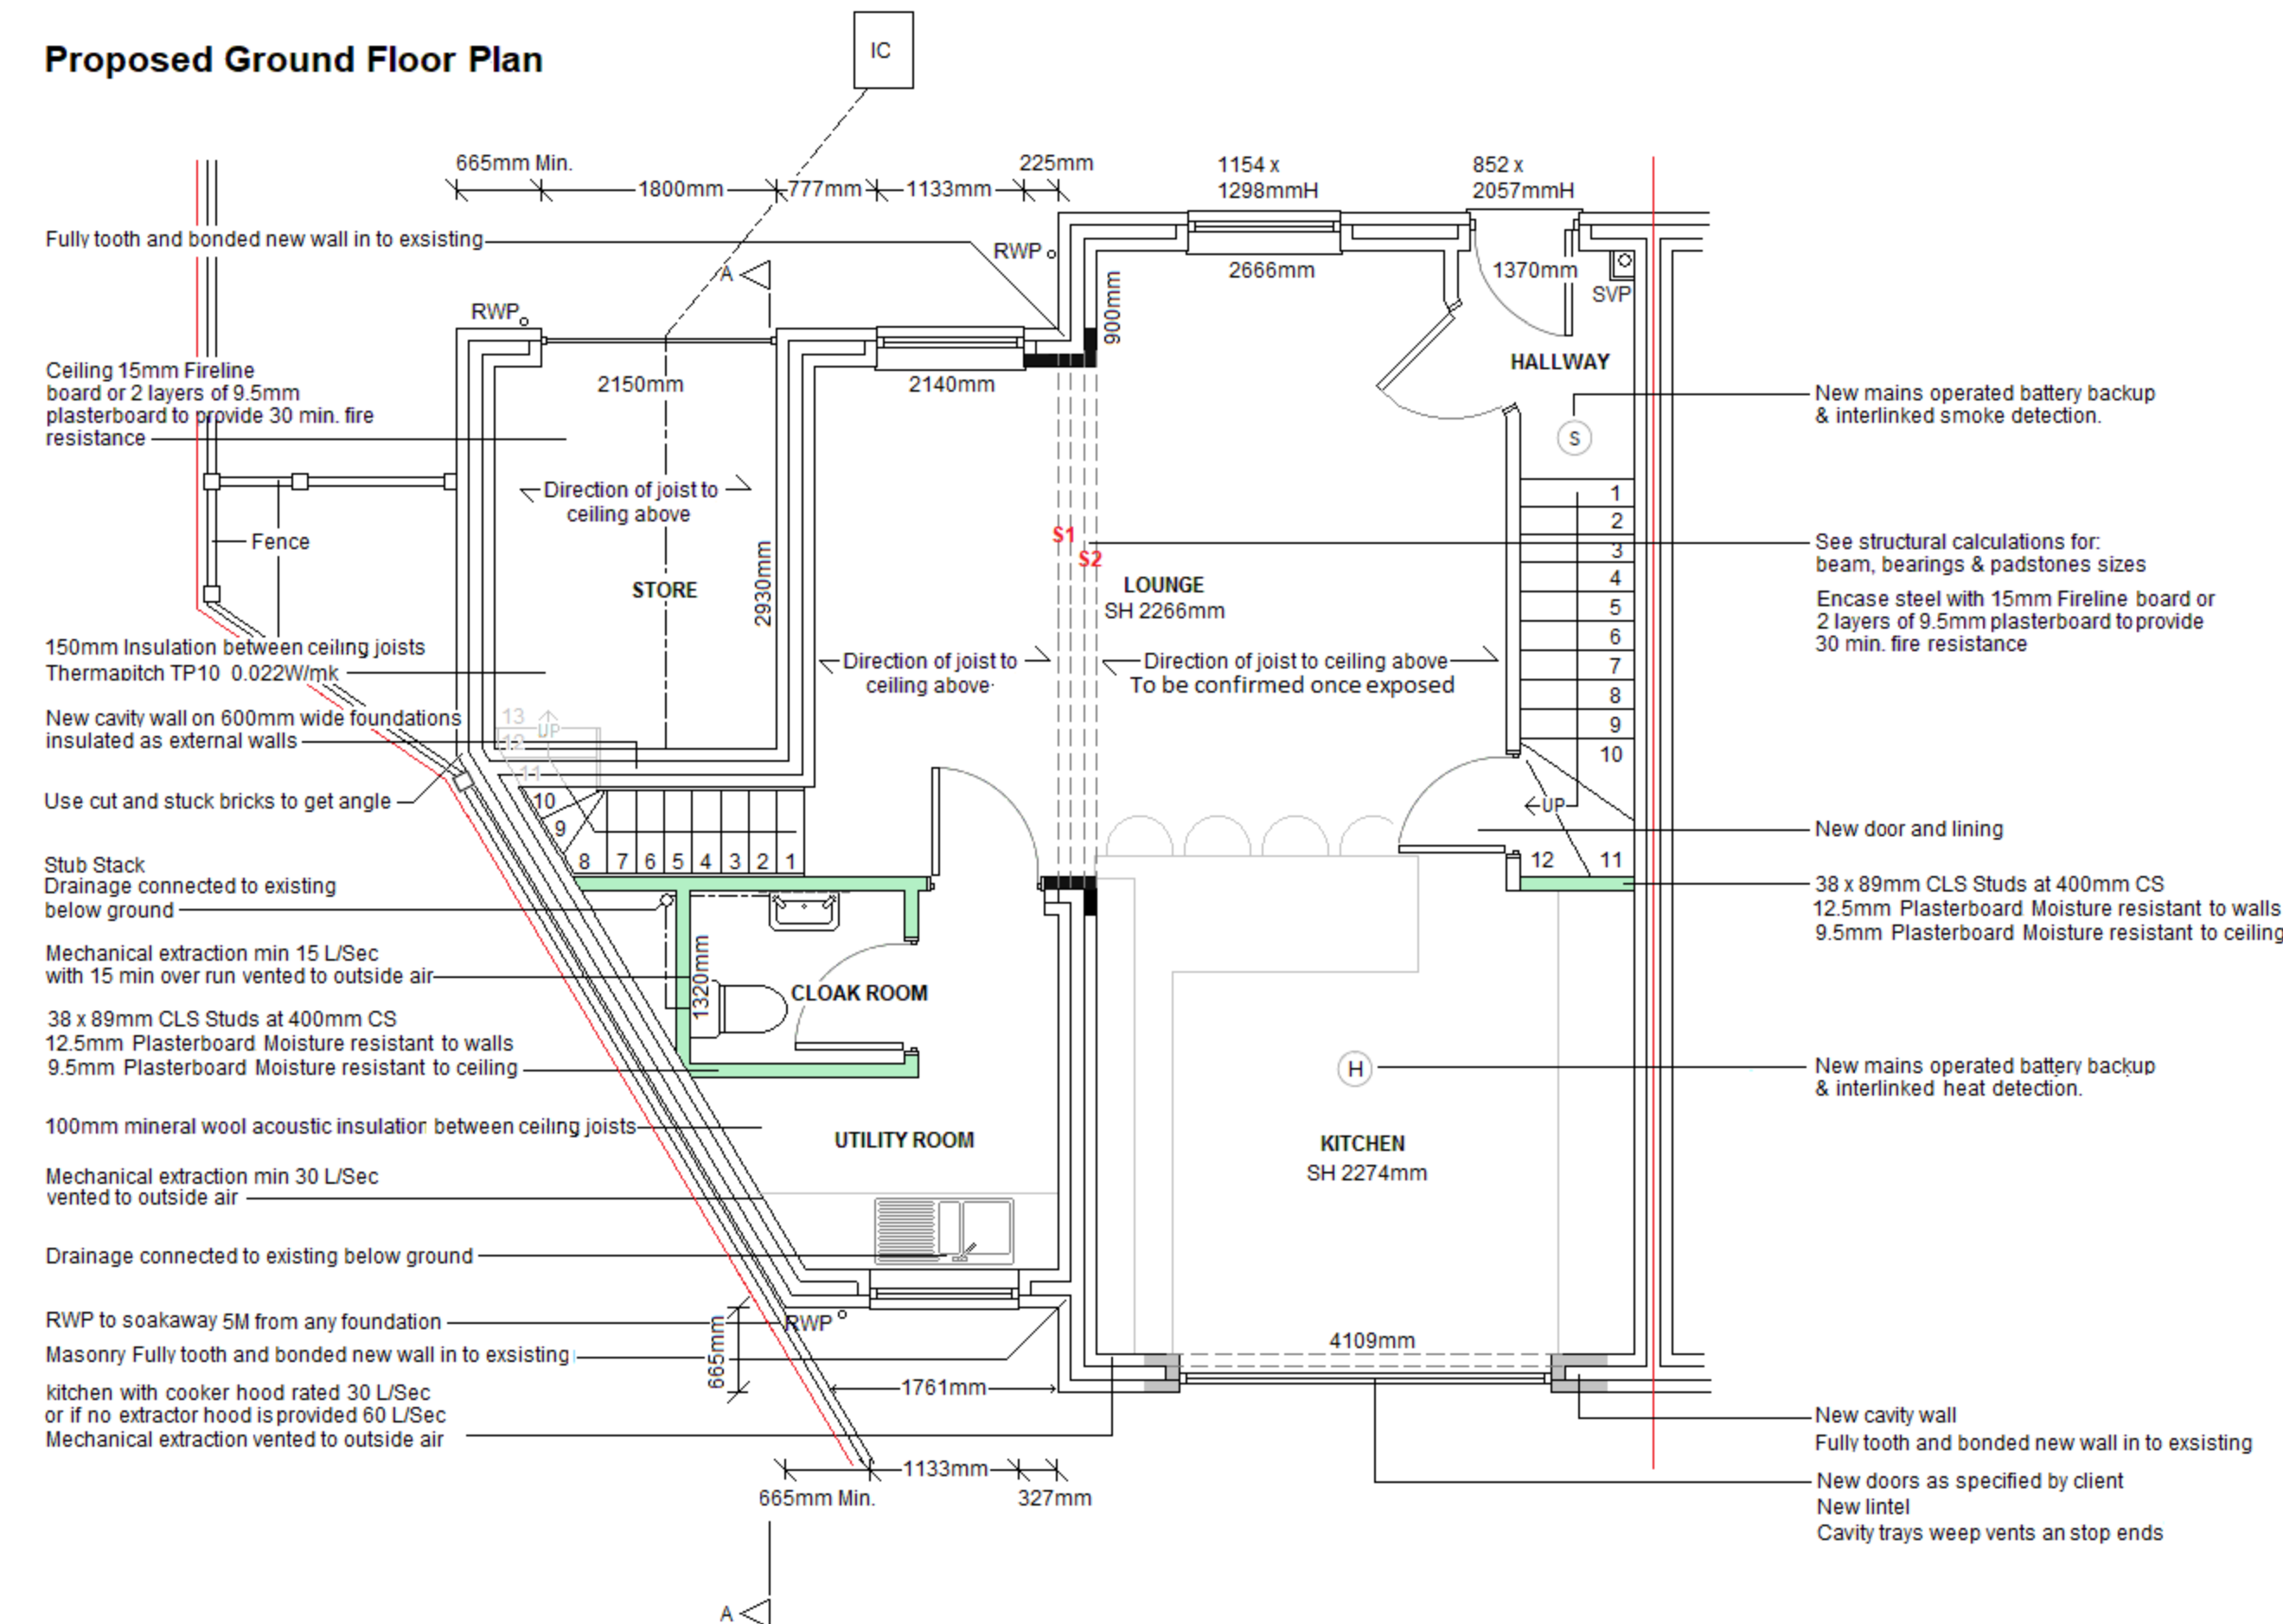 Proposed Ground Floor Plan
IC
665mm Min.
1800mm
777mm
1133mm
225mm
1154 x
1298mmH
852 x
2057mmH
Fully tooth and bonded new wall in to exsisting
RWP
A
2666mm
1370mm
SVP
900mm
RWP
HALLWAY
Ceiling 15mm Fireline
board or 2 layers of 9.5mm
plasterboard to provide 30 min. fire
resistance
2150mm
2140mm
New mains operated battery backup
& interlinked smoke detection.
S
Direction of joist to
ceiling above
1
2
3
4
5
6
7
8
9
10
11
12
UP
Fence
S1
S2
See structural calculations for:
beam, bearings & padstones sizes
Encase steel with 15mm Fireline board or
2 layers of 9.5mm plasterboard to provide
30 min. fire resistance
STORE
2930mm
LOUNGE
SH 2266mm
150mm Insulation between ceiling joists
Thermapitch TP10 0.022W/mk
Direction of joist to
ceiling above
Direction of joist to ceiling above
To be confirmed once exposed
New cavity wall on 600mm wide foundations
insulated as external walls
13
UP
12
11
10
9
8
7
6
5
4
3
2
1
Use cut and stuck bricks to get angle
New door and lining
Stub Stack
Drainage connected to existing
below ground
38 x 89mm CLS Studs at 400mm CS
12.5mm Plasterboard Moisture resistant to walls
9.5mm Plasterboard Moisture resistant to ceiling
Mechanical extraction min 15 L/Sec
with 15 min over run vented to outside air
1320mm
CLOAK ROOM
38 x 89mm CLS Studs at 400mm CS
12.5mm Plasterboard Moisture resistant to walls
9.5mm Plasterboard Moisture resistant to ceiling
H
New mains operated battery backup
& interlinked heat detection.
100mm mineral wool acoustic insulation between ceiling joists
UTILITY ROOM
KITCHEN
SH 2274mm
Mechanical extraction min 30 L/Sec
vented to outside air
Drainage connected to existing below ground
RWP to soakaway 5M from any foundation
RWP
665mm
4109mm
Masonry Fully tooth and bonded new wall in to exsisting
1761mm
kitchen with cooker hood rated 30 L/Sec
or if no extractor hood is provided 60 L/Sec
Mechanical extraction vented to outside air
New cavity wall
Fully tooth and bonded new wall in to exsisting
1133mm
665mm Min.
327mm
New doors as specified by client
New lintel
Cavity trays weep vents an stop ends
A